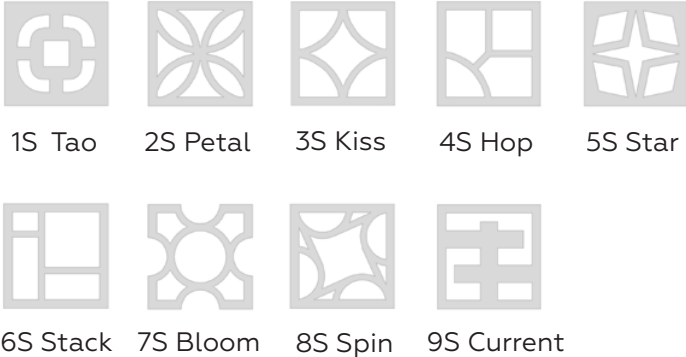 1S Tao
2S Petal
3S Kiss
4S Hop
5S Star
6S Stack
7S Bloom
8S Spin
9S Current